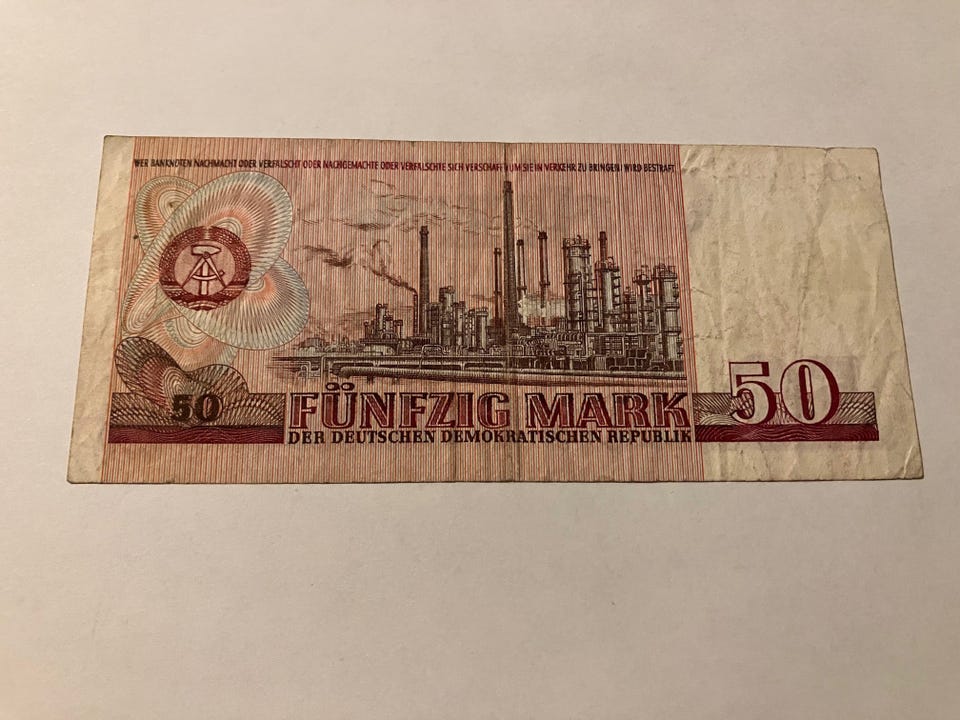 WER BANKNOTEN NACHMACHT ODER VERFÄLSCHT ODER NACHGEMACHTE ODER VERFÄLSCHTE SICH VERSCHAFFT UM SIE IN VERKEHR ZU BRINGEN, WIRD BESTRAFT
50
50 FÜNFZIG MARK
DER DEUTSCHEN DEMOKRATISCHEN REPUBLIK